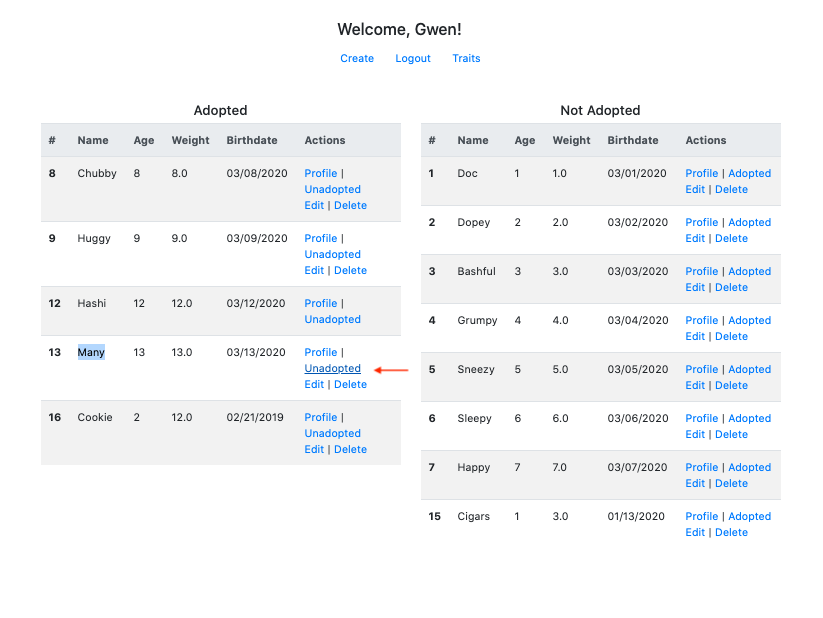 Welcome, Gwen!
Create Logout Traits
Adopted
# Name Age Weight Birthdate Actions
8 Chubby 8 8.0 03/08/2020 Profile |
Unadopted
Edit | Delete
9 Huggy 9 9.0 03/09/2020 Profile |
Unadopted
Edit | Delete
12 Hashi 12 12.0 03/12/2020 Profile |
Unadopted
13 Many 13 13.0 03/13/2020 Profile |
Unadopted
Edit | Delete
16 Cookie 2 12.0 02/21/2019 Profile |
Unadopted
Edit | Delete
Not Adopted
# Name Age Weight Birthdate Actions
1 Doc 1 1.0 03/01/2020 Profile | Adopted
Edit | Delete
2 Dopey 2 2.0 03/02/2020 Profile | Adopted
Edit | Delete
3 Bashful 3 3.0 03/03/2020 Profile | Adopted
Edit | Delete
4 Grumpy 4 4.0 03/04/2020 Profile | Adopted
Edit | Delete
5 Sneezy 5 5.0 03/05/2020 Profile | Adopted
Edit | Delete
6 Sleepy 6 6.0 03/06/2020 Profile | Adopted
Edit | Delete
7 Happy 7 7.0 03/07/2020 Profile | Adopted
Edit | Delete
15 Cigars 1 3.0 01/13/2020 Profile | Adopted
Edit | Delete